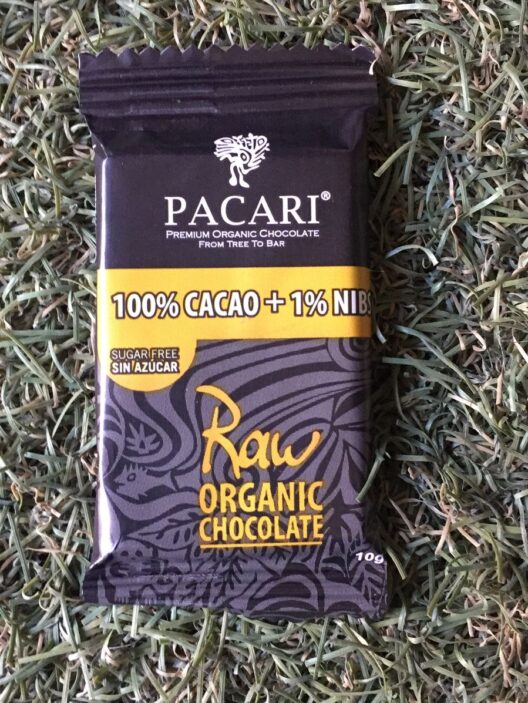 PACARI®
PREMIUM ORGANIC CHOCOLATE
FROM TREE TO BAR
100% CACAO + 1% NIBS
SUGAR FREE
SIN AZÚCAR
Raw
ORGANIC
CHOCOLATE
10g